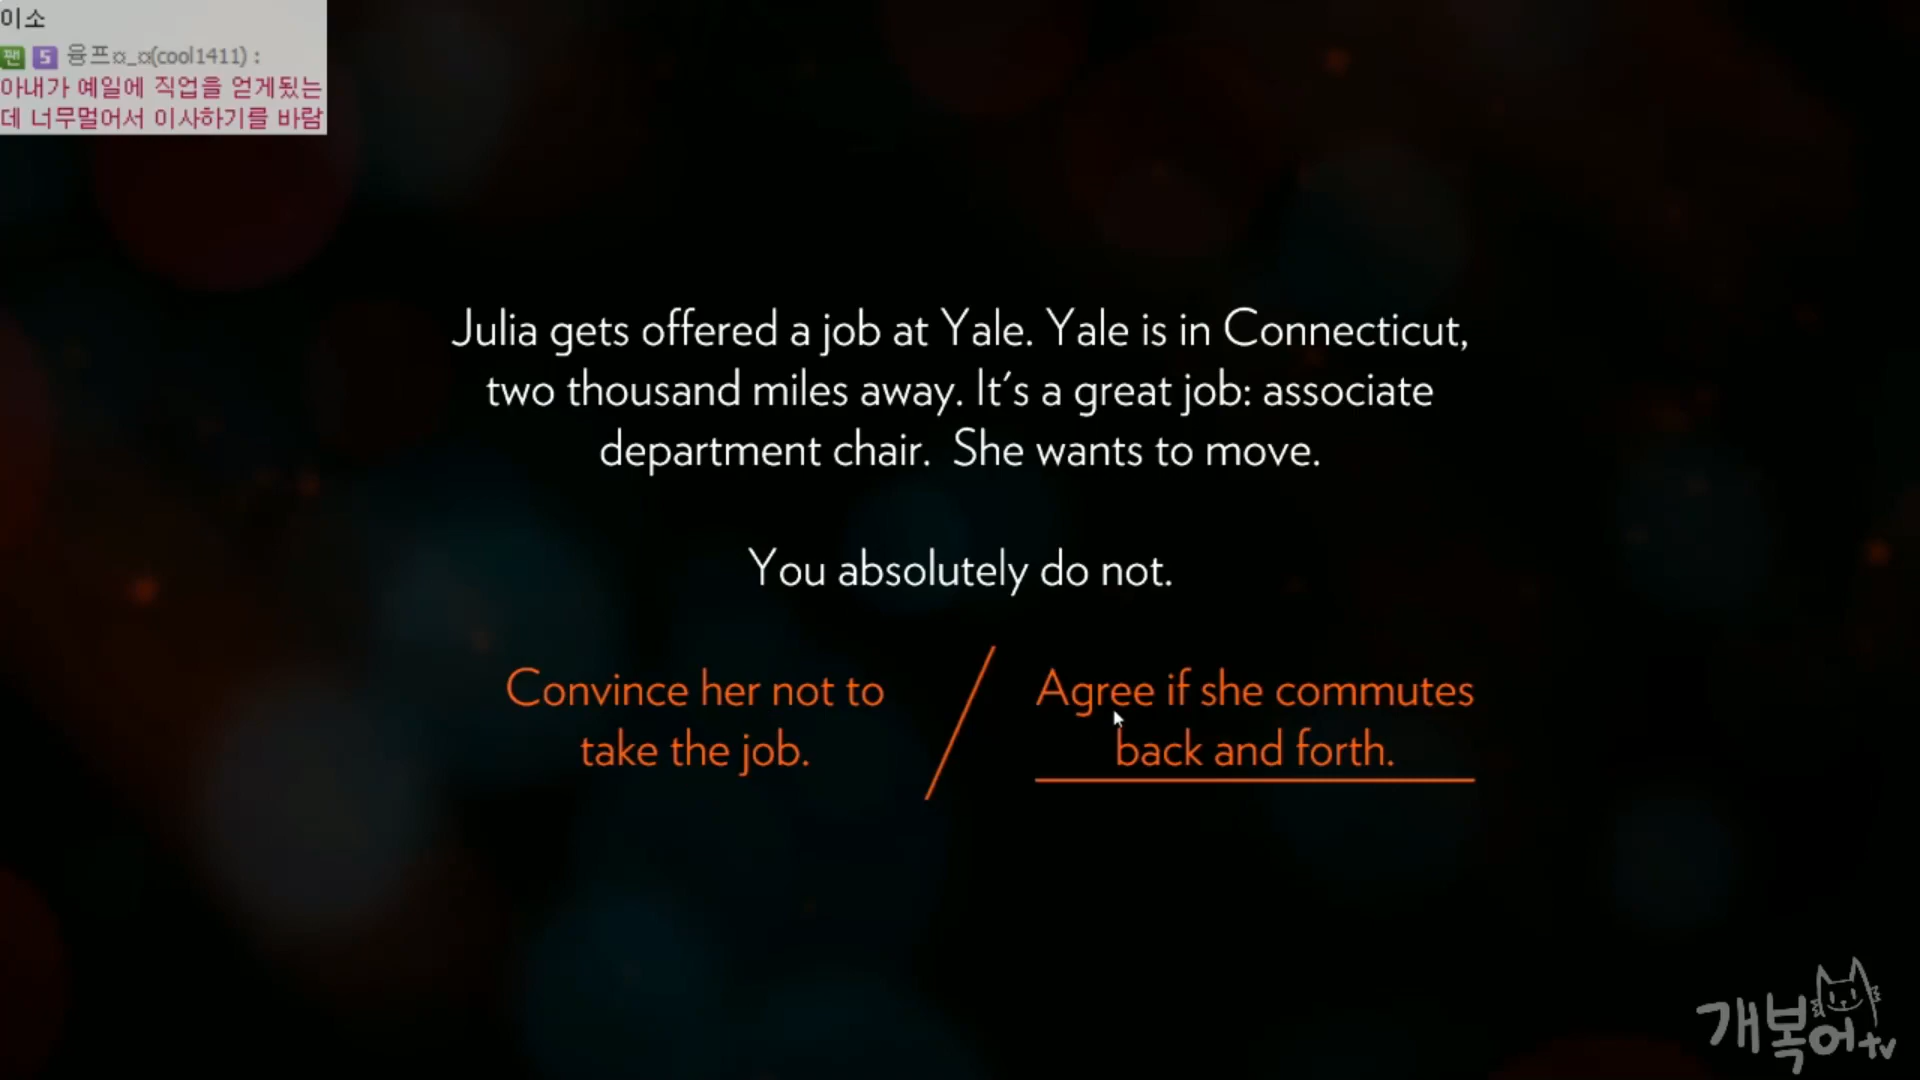 이소
팬 5 용프¤_¤(cool1411) :
아내가 예일에 직업을 얻게됬는
데 너무멀어서 이사하기를 바람
Julia gets offered a job at Yale. Yale is in Connecticut,
two thousand miles away. It's a great job: associate
department chair. She wants to move.
You absolutely do not.
Convince her not to
take the job.
Agree if she commutes
back and forth.
개복어tv